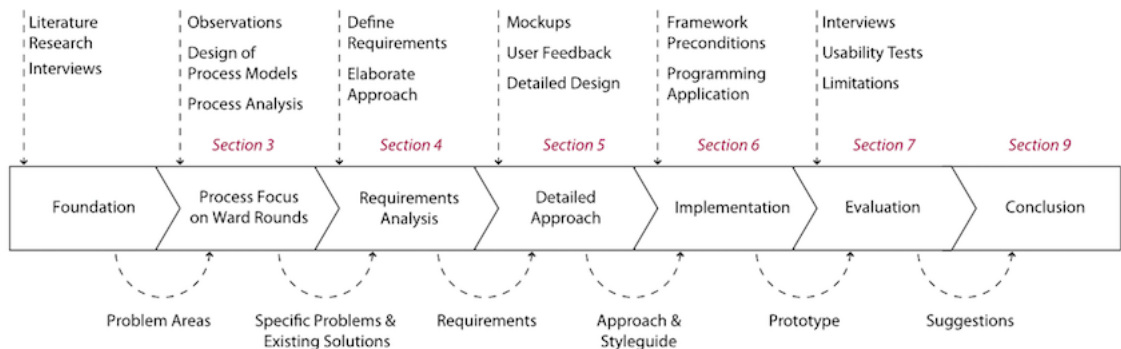 Literature
Research
Interviews
Observations
Design of
Process Models
Process Analysis
Define
Requirements
Elaborate
Approach
Mockups
User Feedback
Detailed Design
Framework
Preconditions
Programming
Application
Interviews
Usability Tests
Limitations
Section 3
Section 4
Section 5
Section 6
Section 7
Section 9
Foundation
Process Focus
on Ward Rounds
Requirements
Analysis
Detailed
Approach
Implementation
Evaluation
Conclusion
Problem Areas
Specific Problems &
Existing Solutions
Requirements
Approach &
Styleguide
Prototype
Suggestions